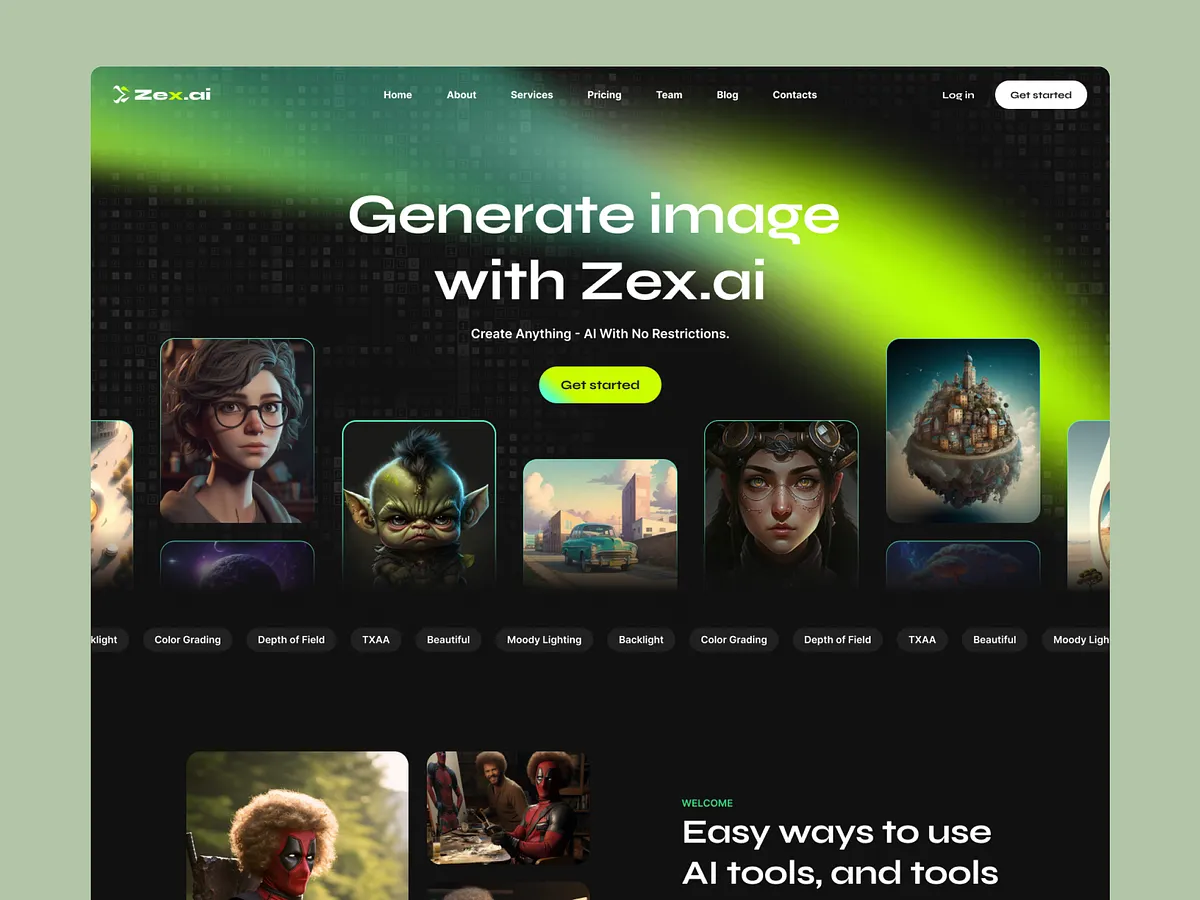 Zex.ai
Home About Services Pricing Team Blog Contacts
Log in Get started
Generate image
with Zex.ai
Create Anything - AI With No Restrictions.
Get started
klight Color Grading Depth of Field TXAA Beautiful Moody Lighting Backlight Color Grading Depth of Field TXAA Beautiful Moody Ligh
WELCOME
Easy ways to use
AI tools, and tools